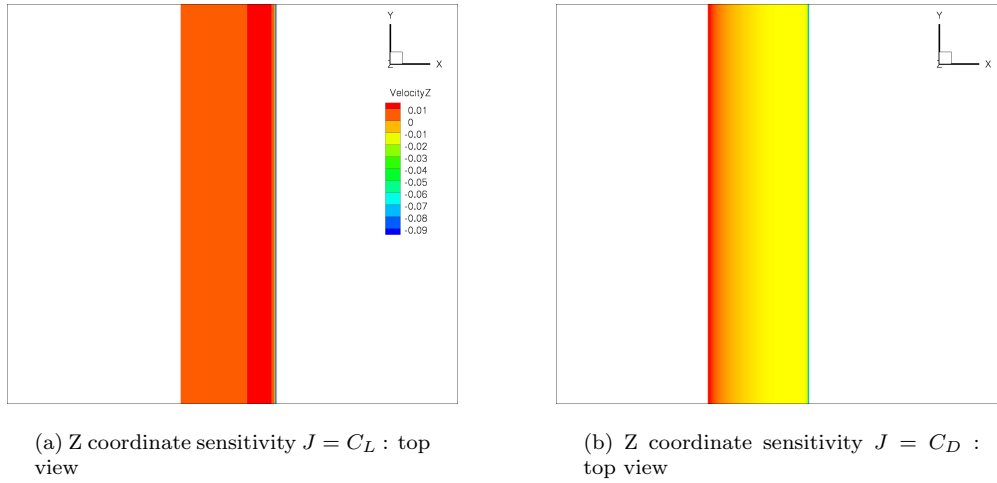 Y
Z
X
VelocityZ
0.01
0
-0.01
-0.02
-0.03
-0.04
-0.05
-0.06
-0.07
-0.08
-0.09
Y
Z
X
(a) Z coordinate sensitivity J = C_L : top
view
(b) Z coordinate sensitivity J = C_D :
top view